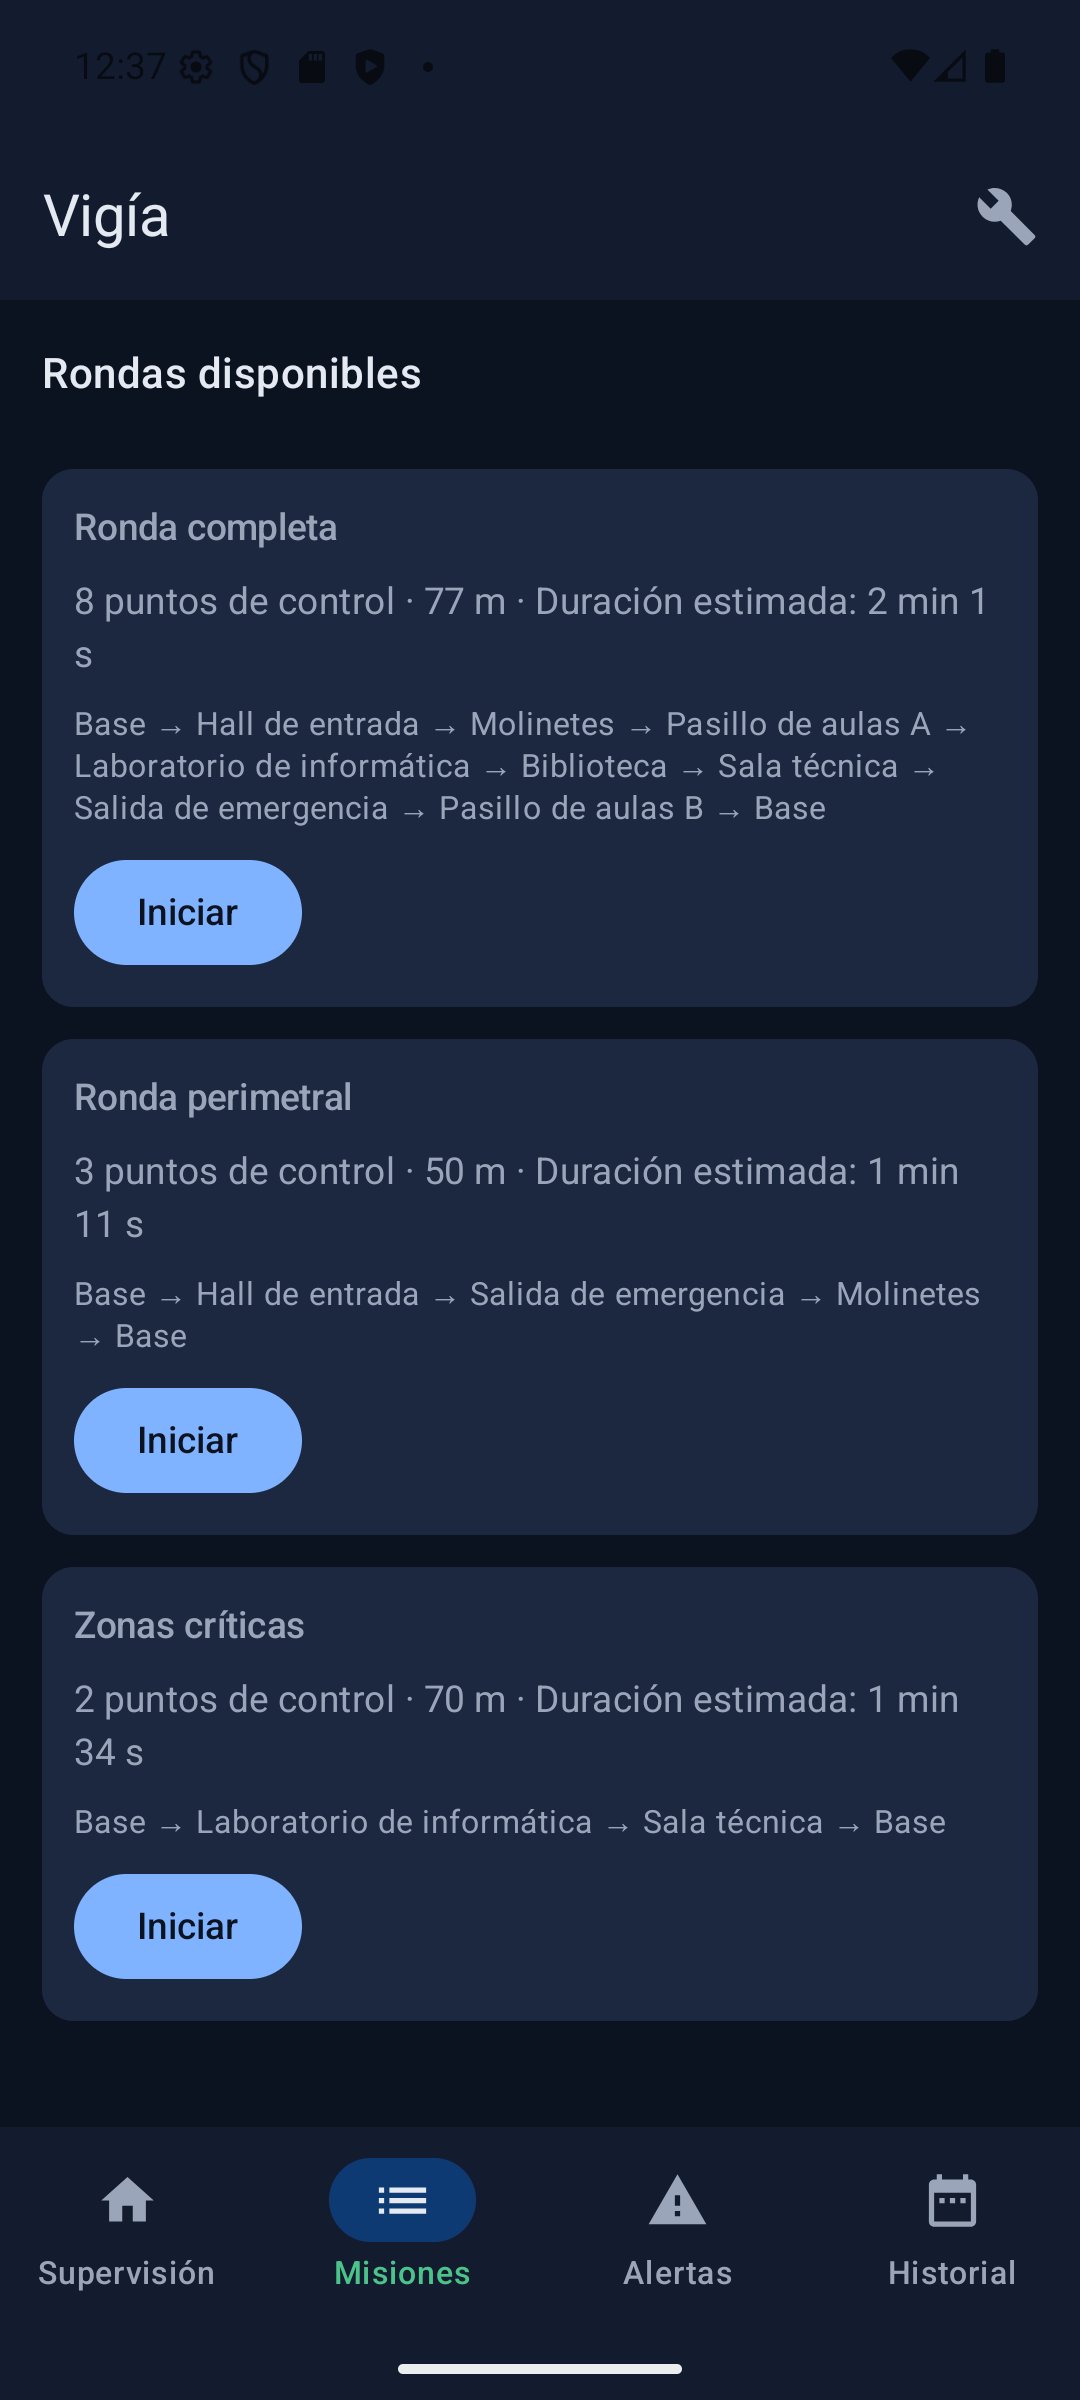 12:37
Vigía
Rondas disponibles
Ronda completa
8 puntos de control · 77 m · Duración estimada: 2 min 1
s
Base → Hall de entrada → Molinetes → Pasillo de aulas A →
Laboratorio de informática → Biblioteca → Sala técnica →
Salida de emergencia → Pasillo de aulas B → Base
Iniciar
Ronda perimetral
3 puntos de control · 50 m · Duración estimada: 1 min
11 s
Base → Hall de entrada → Salida de emergencia → Molinetes
→ Base
Iniciar
Zonas críticas
2 puntos de control · 70 m · Duración estimada: 1 min
34 s
Base → Laboratorio de informática → Sala técnica → Base
Iniciar
Supervisión
Misiones
Alertas
Historial